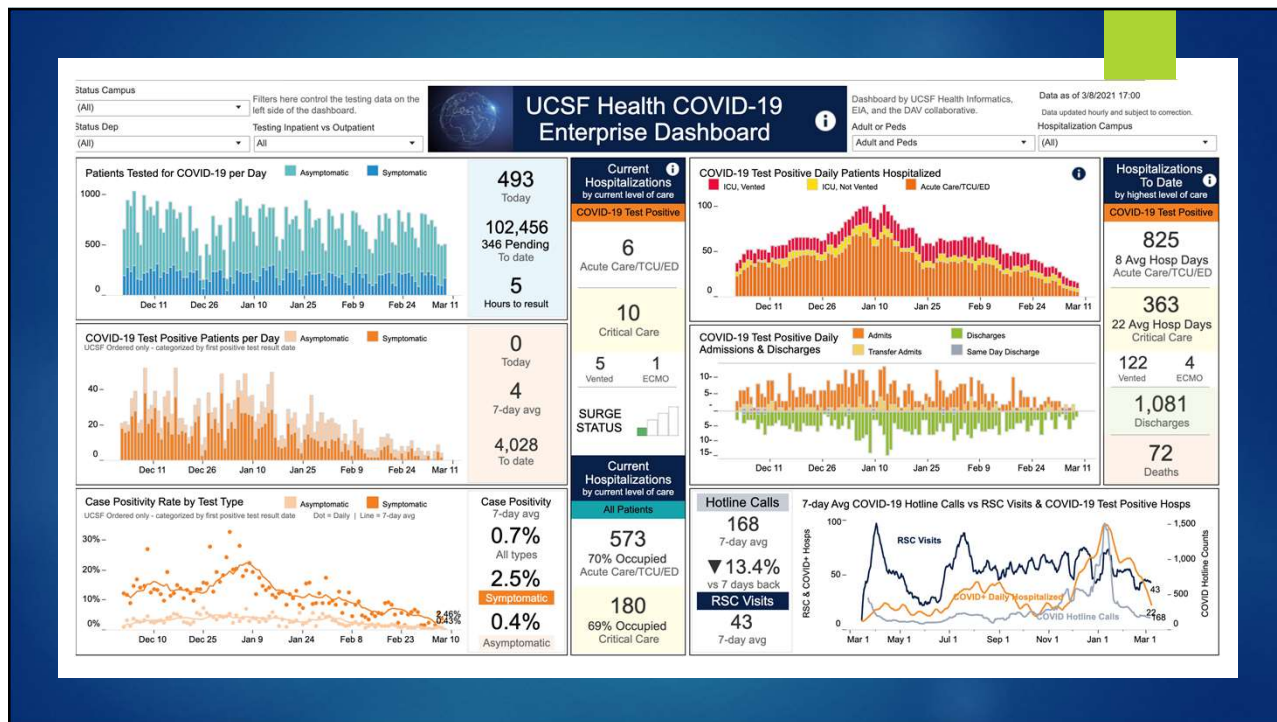 Status Campus
(All)
Status Dep
(All)
Filters here control the testing data on the
left side of the dashboard.
Testing Inpatient vs Outpatient
All
UCSF Health COVID-19
Enterprise Dashboard
i
Dashboard by UCSF Health Informatics,
EIA, and the DAV collaborative.
Adult or Peds
Adult and Peds
Data as of 3/8/2021 17:00
Data updated hourly and subject to correction.
Hospitalization Campus
(All)
Patients Tested for COVID-19 per Day
Asymptomatic
Symptomatic
1000
500
0
Dec 11
Dec 26
Jan 10
Jan 25
Feb 9
Feb 24
Mar 11
493
Today
102,456
346 Pending
To date
5
Hours to result
COVID-19 Test Positive Patients per Day
UCSF Ordered only - categorized by first positive test result date
Asymptomatic
Symptomatic
40
20
0
Dec 11
Dec 26
Jan 10
Jan 25
Feb 9
Feb 24
Mar 11
0
Today
4
7-day avg
4,028
To date
Case Positivity Rate by Test Type
UCSF Ordered only - categorized by first positive test result date
Asymptomatic
Symptomatic
Dot = Daily | Line = 7-day avg
30%
20%
10%
0%
2.46%
0.43%
Dec 10
Dec 25
Jan 9
Jan 24
Feb 8
Feb 23
Mar 10
Case Positivity
7-day avg
0.7%
All types
2.5%
Symptomatic
0.4%
Asymptomatic
Current
Hospitalizations
by current level of care
i
COVID-19 Test Positive
6
Acute Care/TCU/ED
10
Critical Care
5
Vented
1
ECMO
SURGE
STATUS
Current
Hospitalizations
by current level of care
All Patients
573
70% Occupied
Acute Care/TCU/ED
180
69% Occupied
Critical Care
COVID-19 Test Positive Daily Patients Hospitalized
i
ICU, Vented
ICU, Not Vented
Acute Care/TCU/ED
100
50
0
Dec 11
Dec 26
Jan 10
Jan 25
Feb 9
Feb 24
Mar 11
COVID-19 Test Positive Daily
Admissions & Discharges
Admits
Discharges
Transfer Admits
Same Day Discharge
10
5
5
10
15
Dec 11
Dec 26
Jan 10
Jan 25
Feb 9
Feb 24
Mar 11
Hospitalizations
To Date
by highest level of care
i
COVID-19 Test Positive
825
8 Avg Hosp Days
Acute Care/TCU/ED
363
22 Avg Hosp Days
Critical Care
122
Vented
4
ECMO
1,081
Discharges
72
Deaths
Hotline Calls
168
7-day avg
▼13.4%
vs 7 days back
RSC Visits
43
7-day avg
7-day Avg COVID-19 Hotline Calls vs RSC Visits & COVID-19 Test Positive Hosps
RSC & COVID+ Hosps
100
50
0
RSC Visits
COVID+ Daily Hospitalized
COVID Hotline Calls
43
22
168
1,500
1,000
500
0
COVID Hotline Counts
Mar 1
May 1
Jul 1
Sep 1
Nov 1
Jan 1
Mar 1